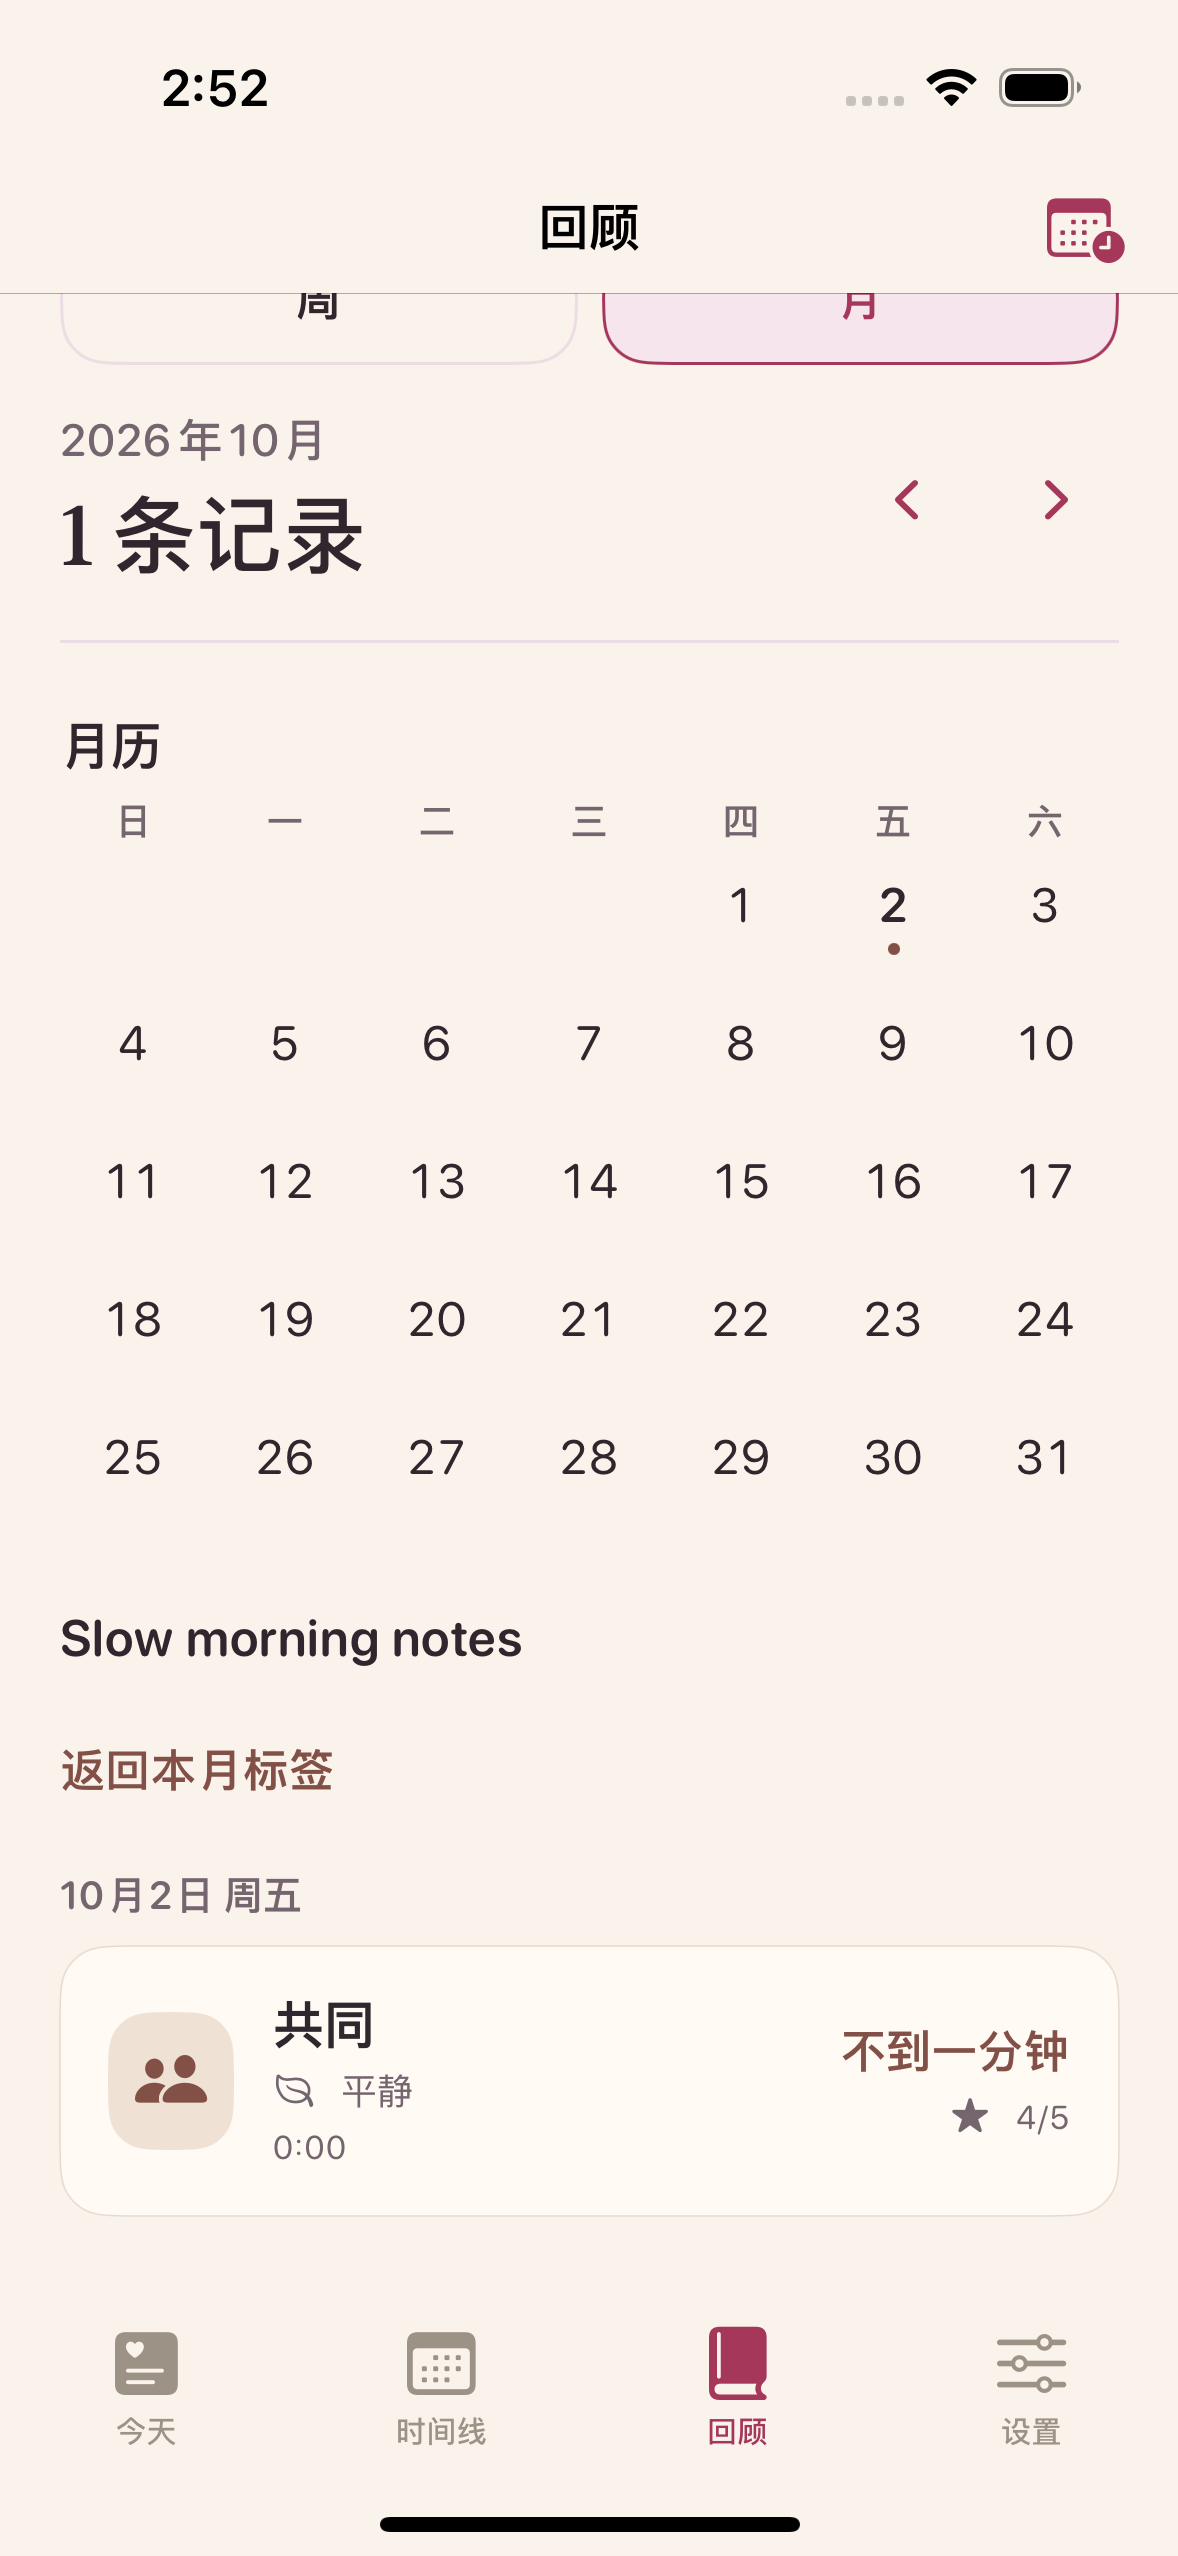 2:52
回顾
周 月
2026年10月
1 条记录
月历
日 一 二 三 四 五 六
1 2 3
4 5 6 7 8 9 10
11 12 13 14 15 16 17
18 19 20 21 22 23 24
25 26 27 28 29 30 31
Slow morning notes
返回本月标签
10月2日 周五
共同
不到一分钟
平静
4/5
0:00
今天 时间线 回顾 设置